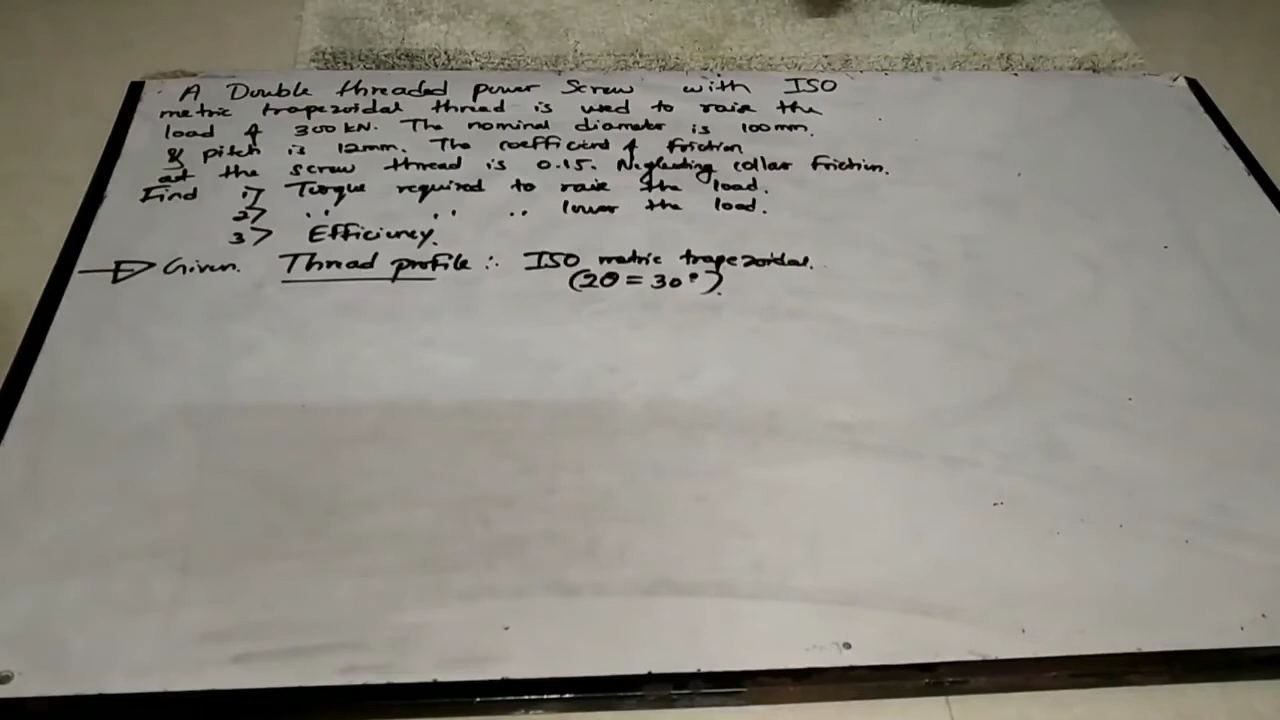 A Double threaded power screw with ISO
metric trapezoidal thread is used to raise the
load of 300 kN. The nominal diameter is 100mm.
& pitch is 12mm. The coefficient of friction
at the screw thread is 0.15. Neglecting collar friction.
Find 1> Torque required to raise the load.
2> ,, ,, ,, lower the load.
3> Efficiency.
Given. Thread profile :. ISO metric trapezoidal.
(2θ = 30°).